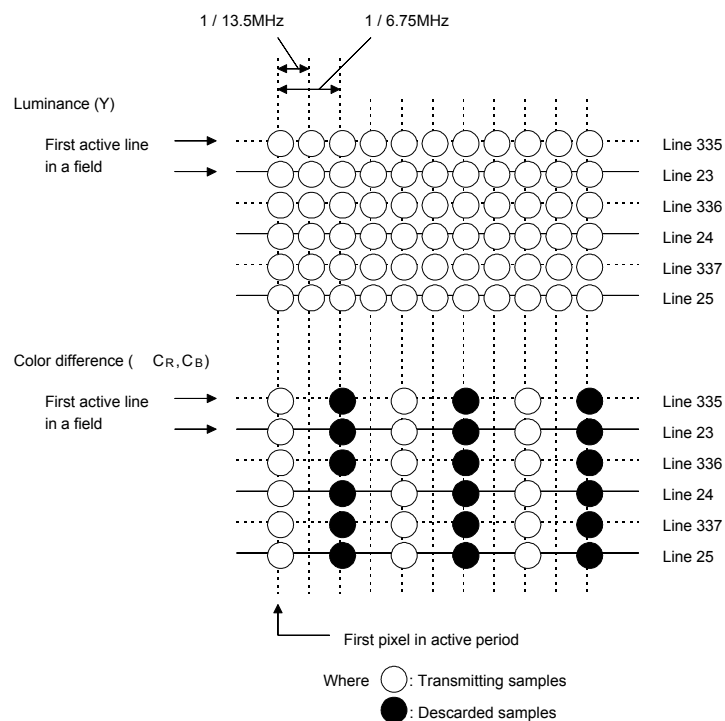 1 / 13.5MHz
1 / 6.75MHz
Luminance (Y)
First active line
in a field
Line 335
Line 23
Line 336
Line 24
Line 337
Line 25
Color difference ( CR,CB)
First active line
in a field
Line 335
Line 23
Line 336
Line 24
Line 337
Line 25
First pixel in active period
Where : Transmitting samples
: Descarded samples